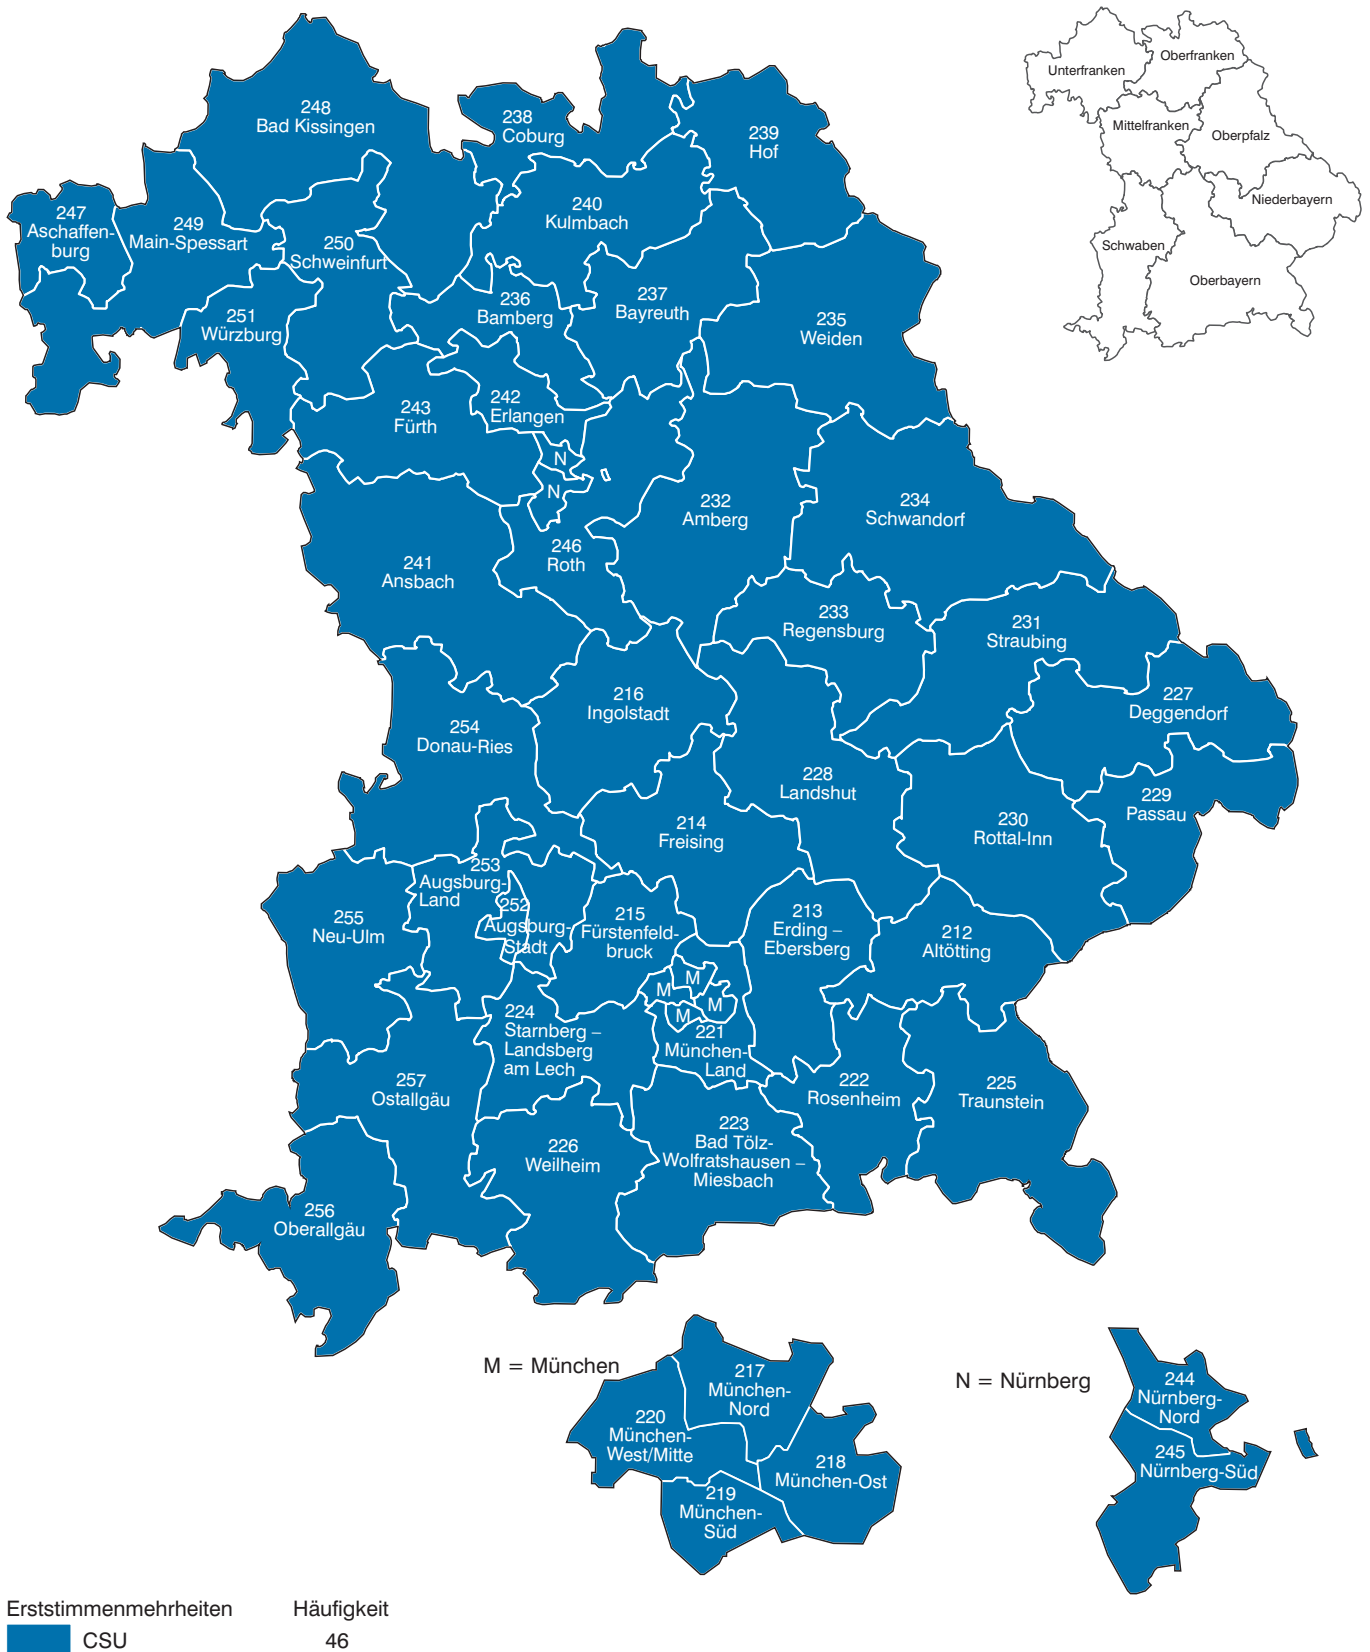 248
Bad Kissingen
238
Coburg
239
Hof
247
Aschaffen-
burg
249
Main-Spessart
250
Schweinfurt
240
Kulmbach
251
Würzburg
236
Bamberg
237
Bayreuth
235
Weiden
243
Fürth
242
Erlangen
N
N
232
Amberg
234
Schwandorf
241
Ansbach
246
Roth
233
Regensburg
231
Straubing
216
Ingolstadt
227
Deggendorf
254
Donau-Ries
228
Landshut
229
Passau
214
Freising
230
Rottal-Inn
253
Augsburg-
Land
252
Augsburg-
Stadt
255
Neu-Ulm
215
Fürstenfeld-
bruck
213
Erding –
Ebersberg
212
Altötting
M
M
M
M
224
Starnberg –
Landsberg
am Lech
221
München-
Land
257
Ostallgäu
222
Rosenheim
225
Traunstein
226
Weilheim
223
Bad Tölz-
Wolfratshausen –
Miesbach
256
Oberallgäu
Unterfranken
Oberfranken
Mittelfranken
Oberpfalz
Niederbayern
Schwaben
Oberbayern
M = München
217
München-
Nord
220
München-
West/Mitte
218
München-Ost
219
München-
Süd
N = Nürnberg
244
Nürnberg-
Nord
245
Nürnberg-Süd
Erststimmenmehrheiten Häufigkeit
CSU 46